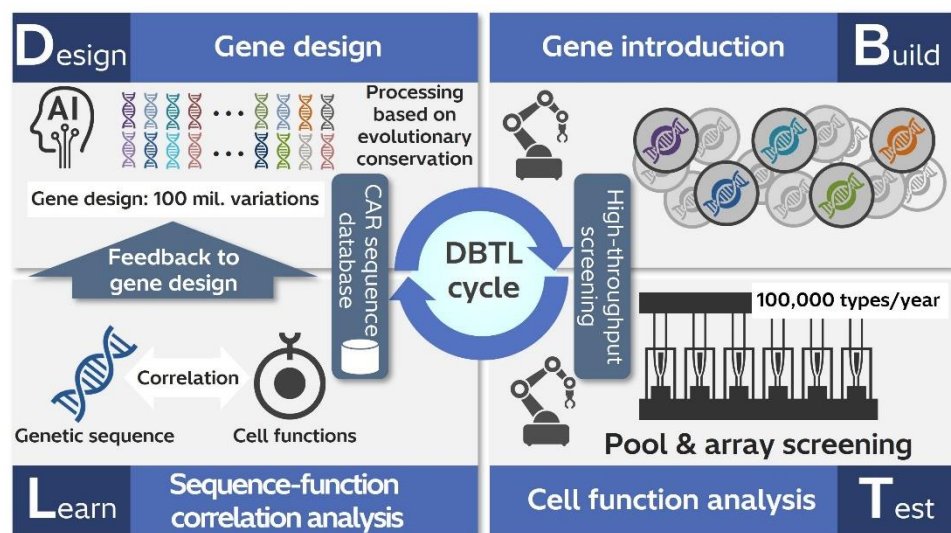 Design
Gene design
Gene introduction
Build
AI
Processing
based on
evolutionary
conservation
Gene design: 100 mil. variations
Feedback to
gene design
CAR sequence
database
DBTL
cycle
High-throughput
screening
100,000 types/year
Correlation
Genetic sequence
Cell functions
Pool & array screening
Learn
Sequence-function
correlation analysis
Cell function analysis
Test